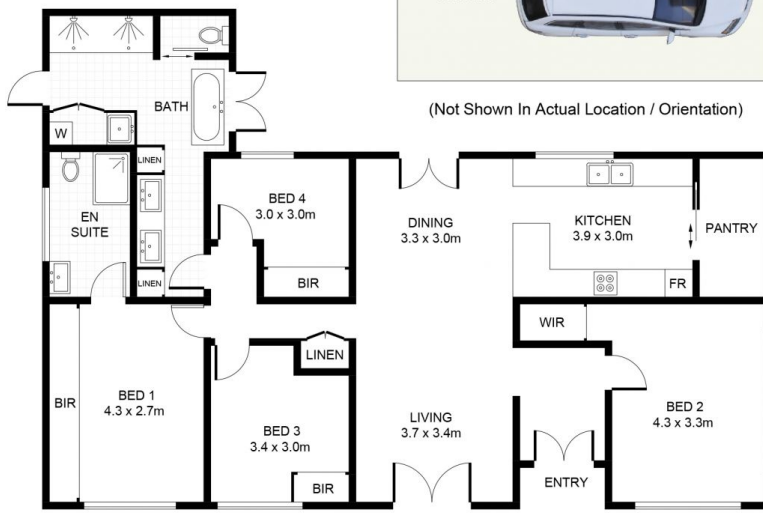 (Not Shown In Actual Location / Orientation)
BATH
W
LINEN
EN
SUITE
LINEN
BED 4
3.0 x 3.0m
BIR
DINING
3.3 x 3.0m
KITCHEN
3.9 x 3.0m
PANTRY
FR
WIR
LINEN
BIR
BED 1
4.3 x 2.7m
BED 3
3.4 x 3.0m
BIR
LIVING
3.7 x 3.4m
BED 2
4.3 x 3.3m
ENTRY